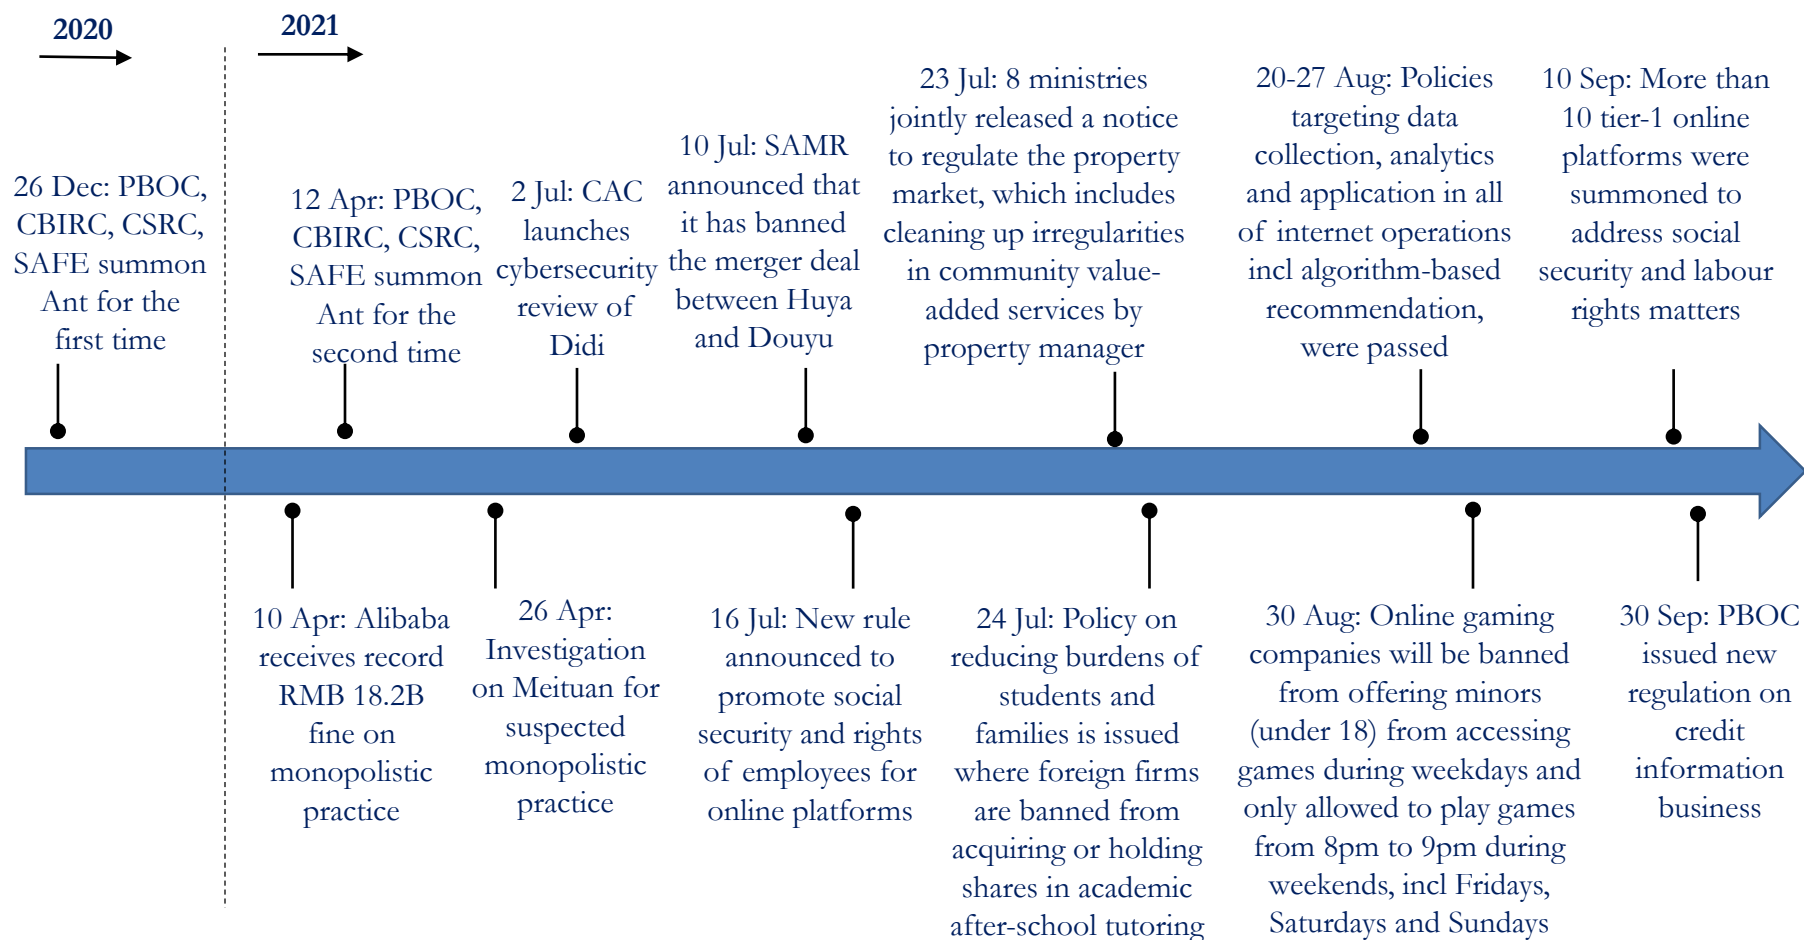 2020
2021
26 Dec: PBOC,
CBIRC, CSRC,
SAFE summon
Ant for the
first time
12 Apr: PBOC,
CBIRC, CSRC,
SAFE summon
Ant for the
second time
2 Jul: CAC
launches
cybersecurity
review of
Didi
10 Jul: SAMR
announced that
it has banned
the merger deal
between Huya
and Douyu
23 Jul: 8 ministries
jointly released a notice
to regulate the property
market, which includes
cleaning up irregularities
in community value-
added services by
property manager
20-27 Aug: Policies
targeting data
collection, analytics
and application in all
of internet operations
incl algorithm-based
recommendation,
were passed
10 Sep: More than
10 tier-1 online
platforms were
summoned to
address social
security and labour
rights matters
10 Apr: Alibaba
receives record
RMB 18.2B
fine on
monopolistic
practice
26 Apr:
Investigation
on Meituan for
suspected
monopolistic
practice
16 Jul: New rule
announced to
promote social
security and rights
of employees for
online platforms
24 Jul: Policy on
reducing burdens of
students and
families is issued
where foreign firms
are banned from
acquiring or holding
shares in academic
after-school tutoring
30 Aug: Online gaming
companies will be banned
from offering minors
(under 18) from accessing
games during weekdays and
only allowed to play games
from 8pm to 9pm during
weekends, incl Fridays,
Saturdays and Sundays
30 Sep: PBOC
issued new
regulation on
credit
information
business